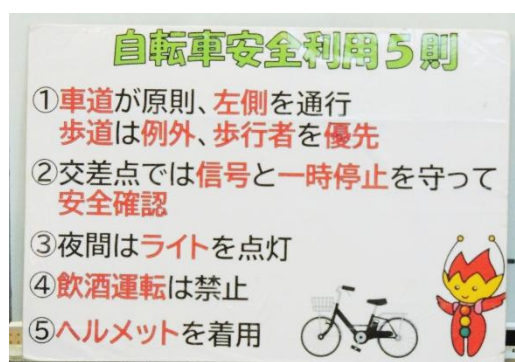 自転車安全利用5則
①車道が原則、左側を通行
歩道は例外、歩行者を優先
②交差点では信号と一時停止を守って
安全確認
③夜間はライトを点灯
④飲酒運転は禁止
⑤ヘルメットを着用